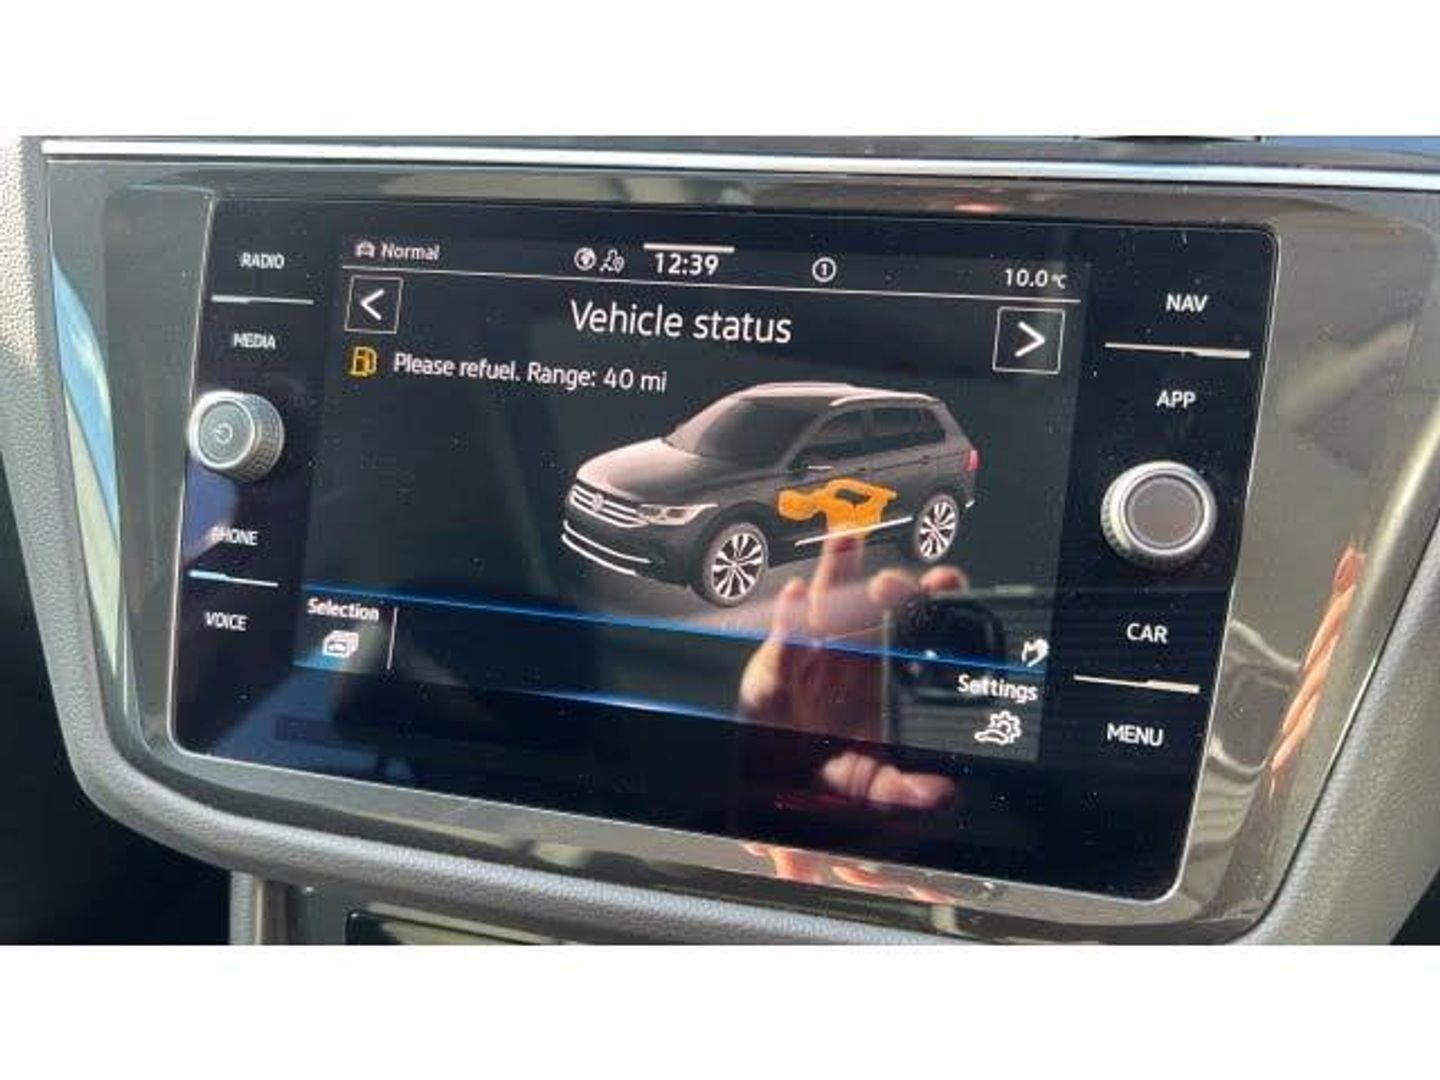 RADIO
MEDIA
PHONE
VOICE
Normal
12:39
1
10.0°C
Vehicle status
Please refuel. Range: 40 mi
Selection
Settings
NAV
APP
CAR
MENU